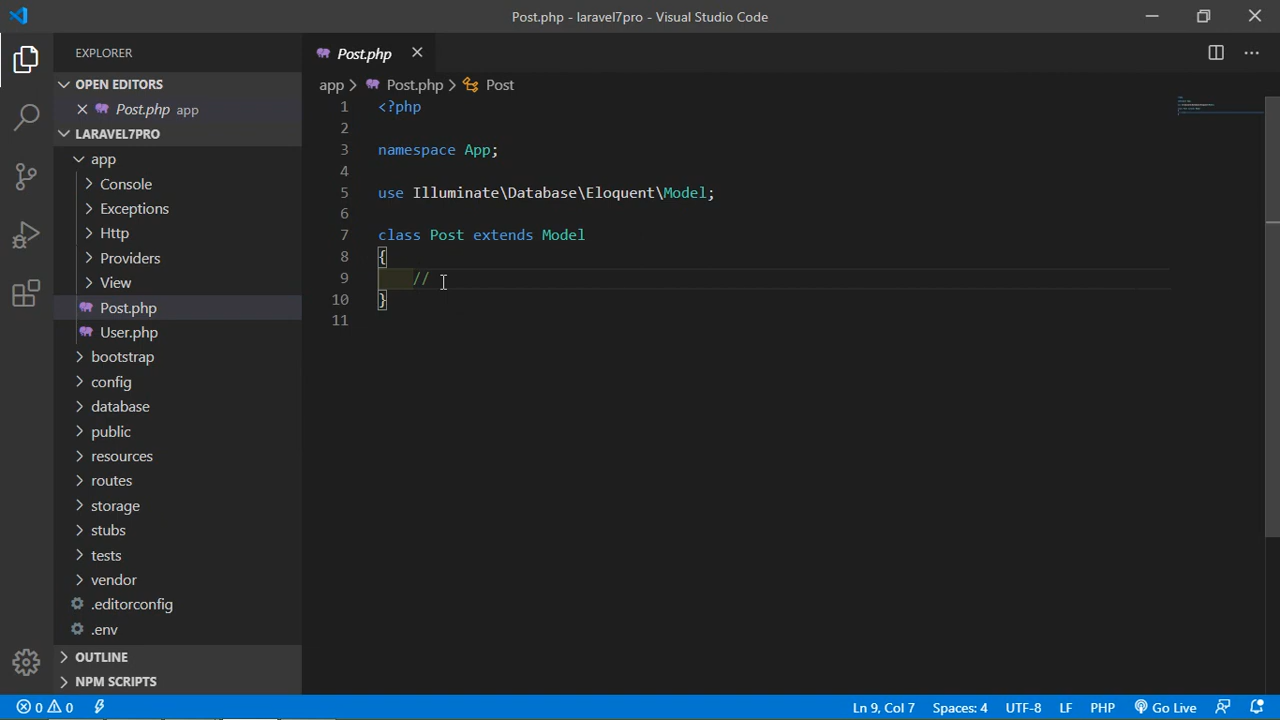 Post.php - laravel7pro - Visual Studio Code
EXPLORER
OPEN EDITORS
Post.php app
LARAVEL7PRO
app
Console
Exceptions
Http
Providers
View
Post.php
User.php
bootstrap
config
database
public
resources
routes
storage
stubs
tests
vendor
.editorconfig
.env
OUTLINE
NPM SCRIPTS
Post.php
app > Post.php > Post
1 <?php
2
3 namespace App;
4
5 use Illuminate\Database\Eloquent\Model;
6
7 class Post extends Model
8 {
9 //
10 }
11
0 0
Ln 9, Col 7
Spaces: 4
UTF-8
LF
PHP
Go Live